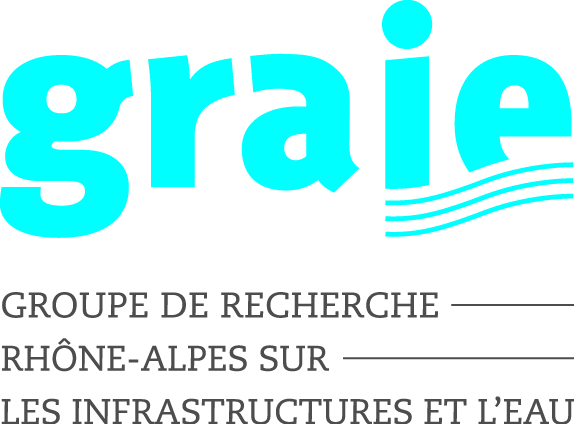 graie
GROUPE DE RECHERCHE
RHÔNE-ALPES SUR
LES INFRASTRUCTURES ET L’EAU